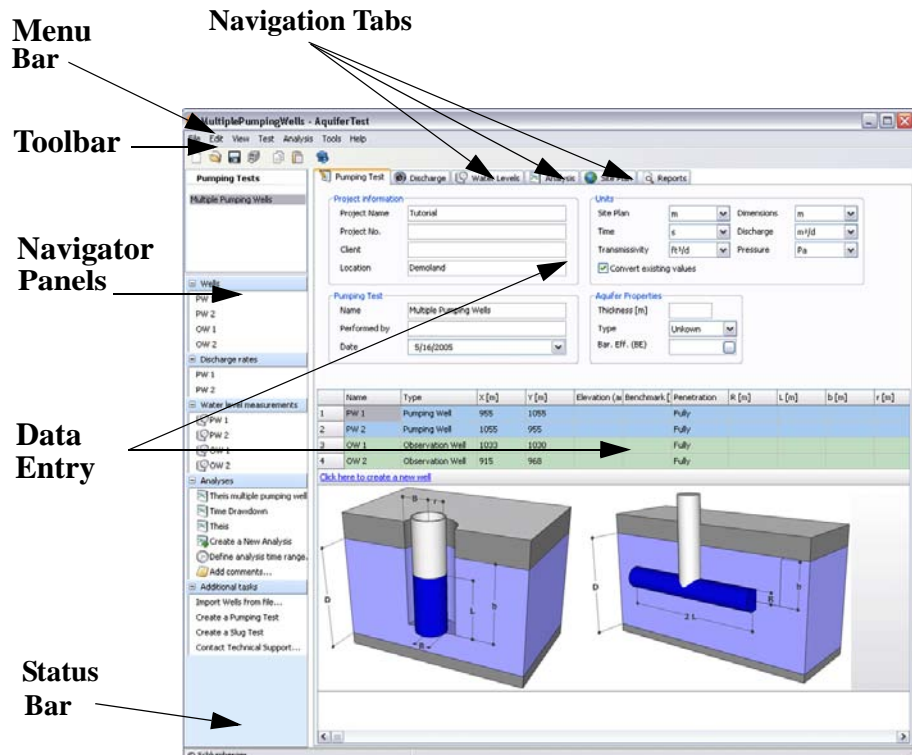 Navigation Tabs
Menu
Bar
MultiplePumpingWells - AquiferTest
File Edit View Test Analysis Tools Help
Toolbar
Pumping Tests
Pumping Test Discharge Water Levels Analysis Site Plan Reports
Multiple Pumping Wells
Project Information
Project Name Tutorial
Project No.
Client
Location Demoland
Units
Site Plan m Dimensions m
Time s Discharge m³/d
Transmissivity ft²/d Pressure Pa
Convert existing values
Navigator
Panels
Pumping Test
Name Multiple Pumping Wells
Performed by
Date 5/16/2005
Aquifer Properties
Thickness [m]
Type Unkown
Bar. Eff. (BE)
Wells
PW 1
PW 2
OW 1
OW 2
Discharge rates
PW 1
PW 2
Water level measurements
PW 1
PW 2
OW 1
OW 2
Data
Entry
Name Type X [m] Y [m] Elevation (a Benchmark [ Penetration R [m] L [m] b [m] r [m]
1 PW 1 Pumping Well 955 1055 Fully
2 PW 2 Pumping Well 1055 955 Fully
3 OW 1 Observation Well 1033 1030 Fully
4 OW 2 Observation Well 915 968 Fully
Click here to create a new well
Analyses
Theis multiple pumping well
Time Drawdown
Theis
Create a New Analysis
Define analysis time range.
Add comments...
Additional tasks
Import Wells from file...
Create a Pumping Test
Create a Slug Test
Contact Technical Support...
B r
D L b
R
D b
R
2 L
Status
Bar